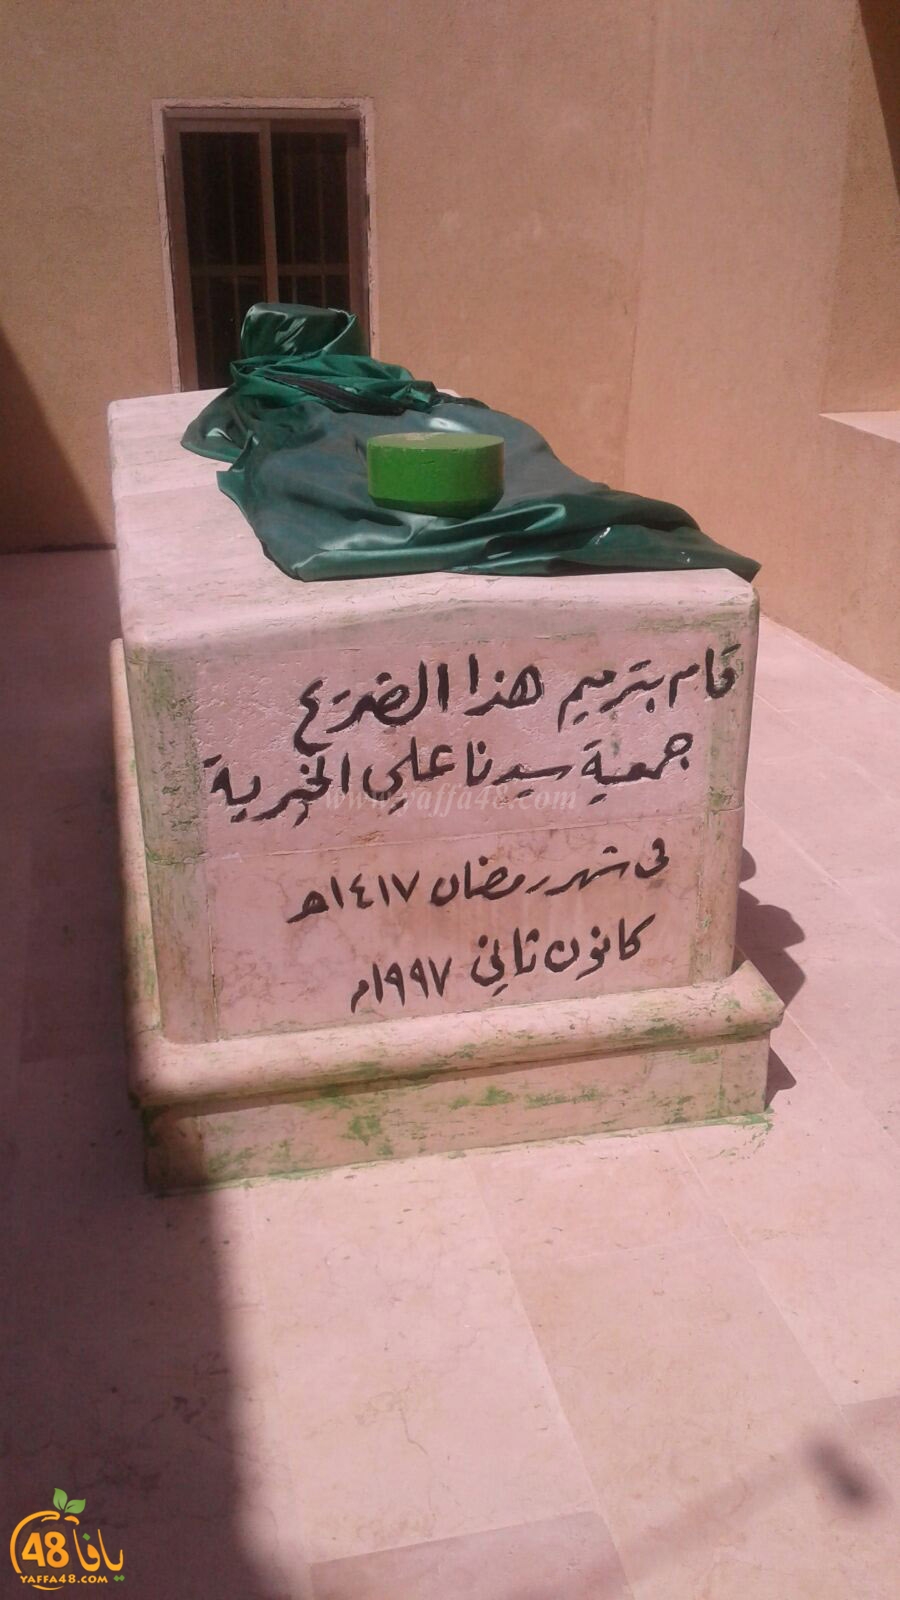 قام بترميم هذا الضريح
جمعية سيدنا علي الخيرية
في شهر رمضان ١٤١٧هـ
كانون ثاني ١٩٩٧م
www.yaffa48.com
48 يافا
YAFFA48.COM